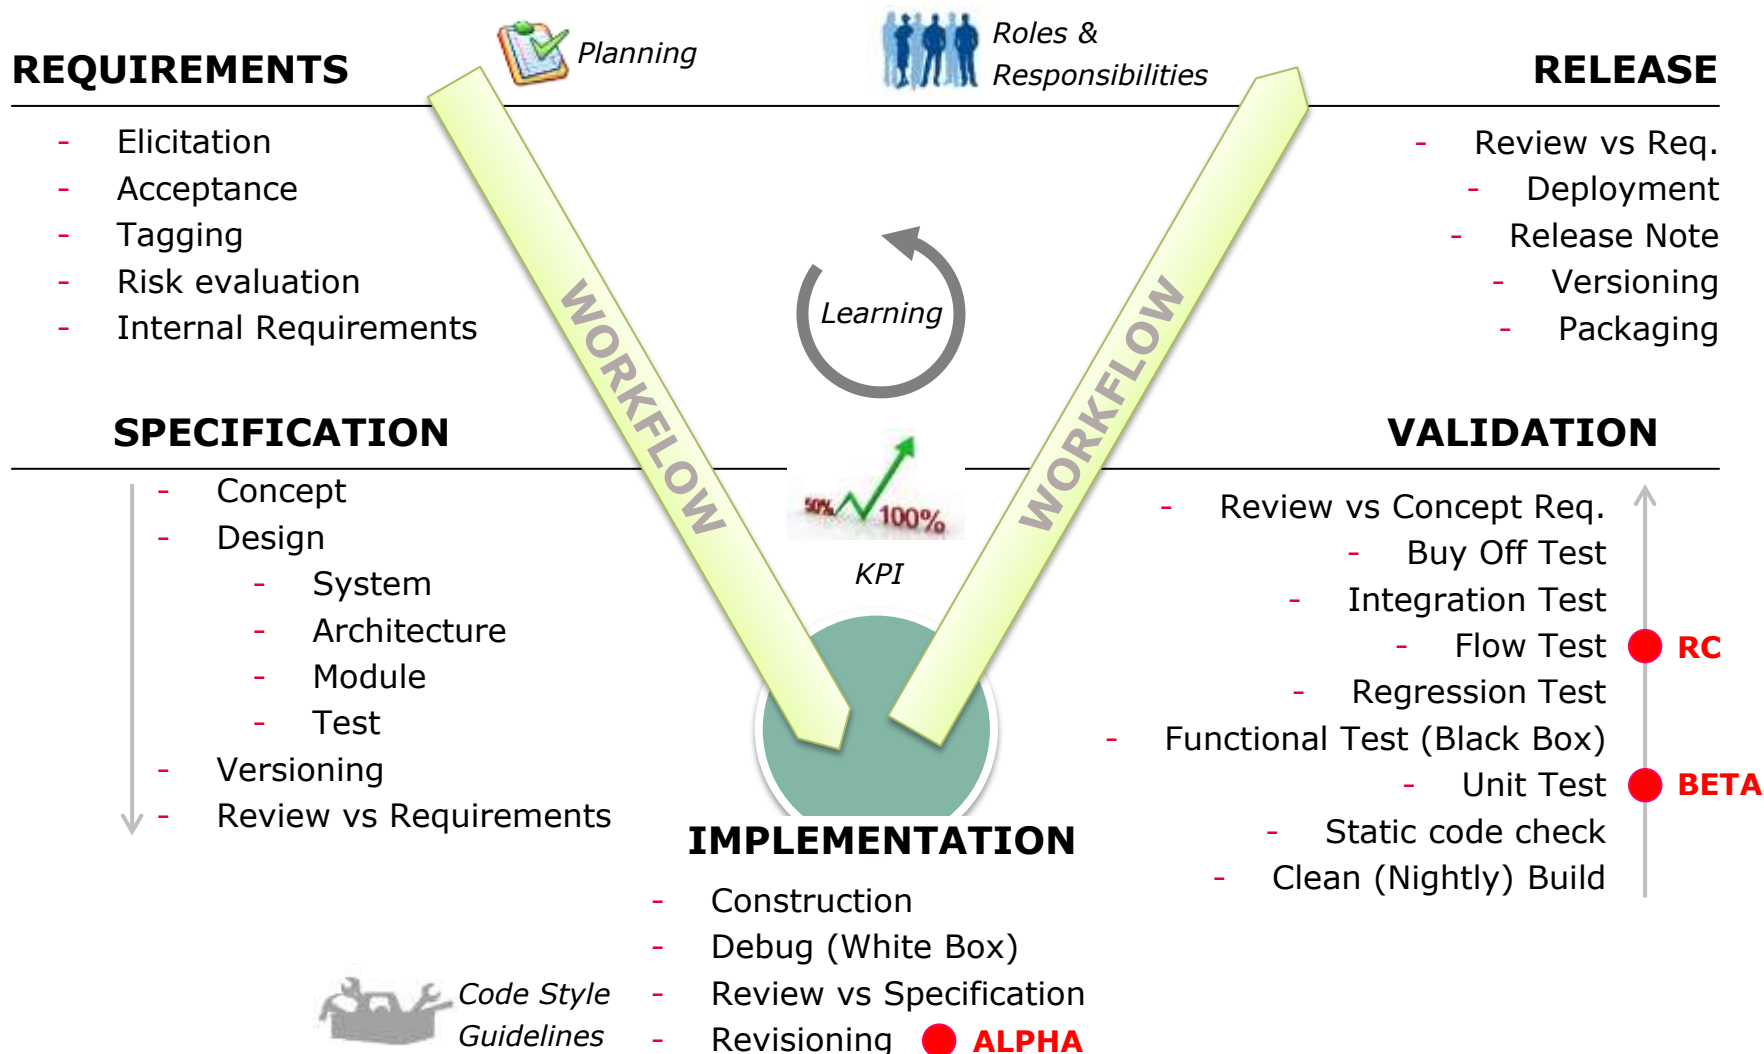 Planning
Roles &
Responsibilities
REQUIREMENTS
RELEASE
- Elicitation
- Acceptance
- Tagging
- Risk evaluation
- Internal Requirements
- Review vs Req.
- Deployment
- Release Note
- Versioning
- Packaging
WORKFLOW
Learning
WORKFLOW
SPECIFICATION
VALIDATION
50%
100%
KPI
- Concept
- Design
- System
- Architecture
- Module
- Test
- Versioning
- Review vs Requirements
- Review vs Concept Req.
- Buy Off Test
- Integration Test
- Flow Test
RC
- Regression Test
- Functional Test (Black Box)
- Unit Test
BETA
- Static code check
- Clean (Nightly) Build
IMPLEMENTATION
- Construction
- Debug (White Box)
- Review vs Specification
- Revisioning
ALPHA
Code Style
Guidelines